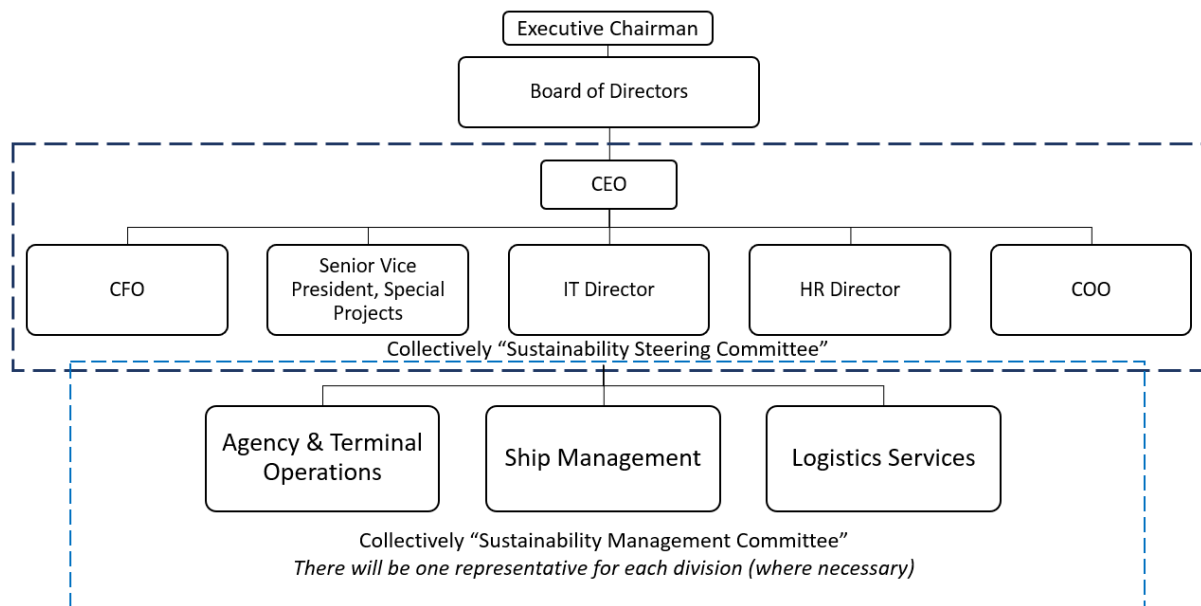 Executive Chairman
Board of Directors
CEO
CFO
Senior Vice
President, Special
Projects
IT Director
HR Director
COO
Collectively “Sustainability Steering Committee”
Agency & Terminal
Operations
Ship Management
Logistics Services
Collectively “Sustainability Management Committee”
There will be one representative for each division (where necessary)